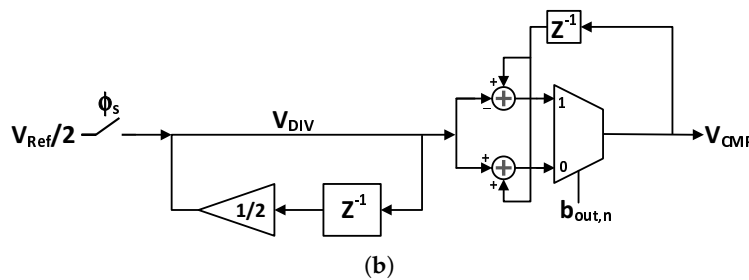 Z⁻¹
ϕs
+
−
+
1
VRef/2
VDIV
VCMP
+
0
+
+
+
1/2
Z⁻¹
bout,n
(b)